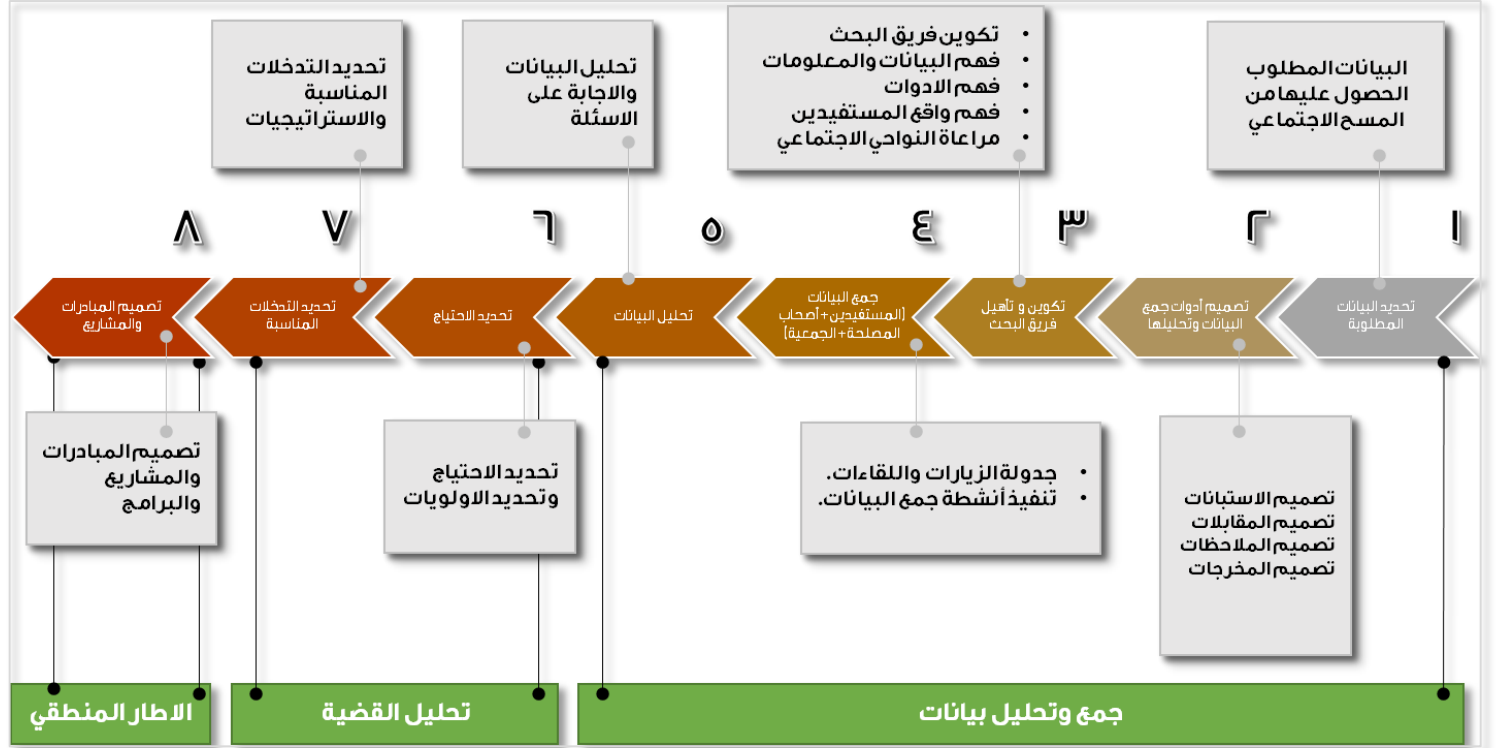 البيانات المطلوب
الحصول عليها من
المسح الاجتماعي
• تكوين فريق البحث
• فهم البيانات والمعلومات
• فهم الادوات
• فهم واقع المستفيدين
• مراعاة النواحي الاجتماعي
تحليل البيانات
والاجابة على
الاسئلة
تحديد التدخلات
المناسبة
والاستراتيجيات
١
٢
٣
٤
٥
٦
٧
٨
تحديد البيانات
المطلوبة
تصميم أدوات جمع
البيانات وتحليلها
تكوين و تأهيل
فريق البحث
جمع البيانات
(المستفيدين+أصحاب
المصلحة+الجمعية)
تحليل البيانات
تحديد الاحتياج
تحديد التدخلات
المناسبة
تصميم المبادرات
والمشاريع
تصميم الاستبانات
تصميم المقابلات
تصميم الملاحظات
تصميم المخرجات
• جدولة الزيارات واللقاءات.
• تنفيذ أنشطة جمع البيانات.
تحديد الاحتياج
وتحديد الاولويات
تصميم المبادرات
والمشاريع
والبرامج
جمع وتحليل بيانات
تحليل القضية
الاطار المنطقي